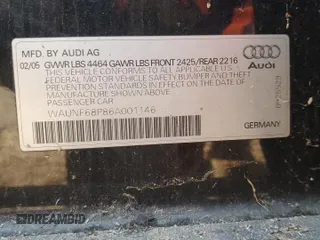 MFD. BY AUDI AG
02/05 GVWR LBS 4464 GAWR LBS FRONT 2425/REAR 2216
THIS VEHICLE CONFORMS TO ALL APPLICABLE U.S.
FEDERAL MOTOR VEHICLE SAFETY, BUMPER AND THEFT
PREVENTION STANDARDS IN EFFECT ON THE DATE OF
MANUFACTURE SHOWN ABOVE.
PASSENGER CAR
WAUNF68P86A001146
Audi
GERMANY
DREAMBID